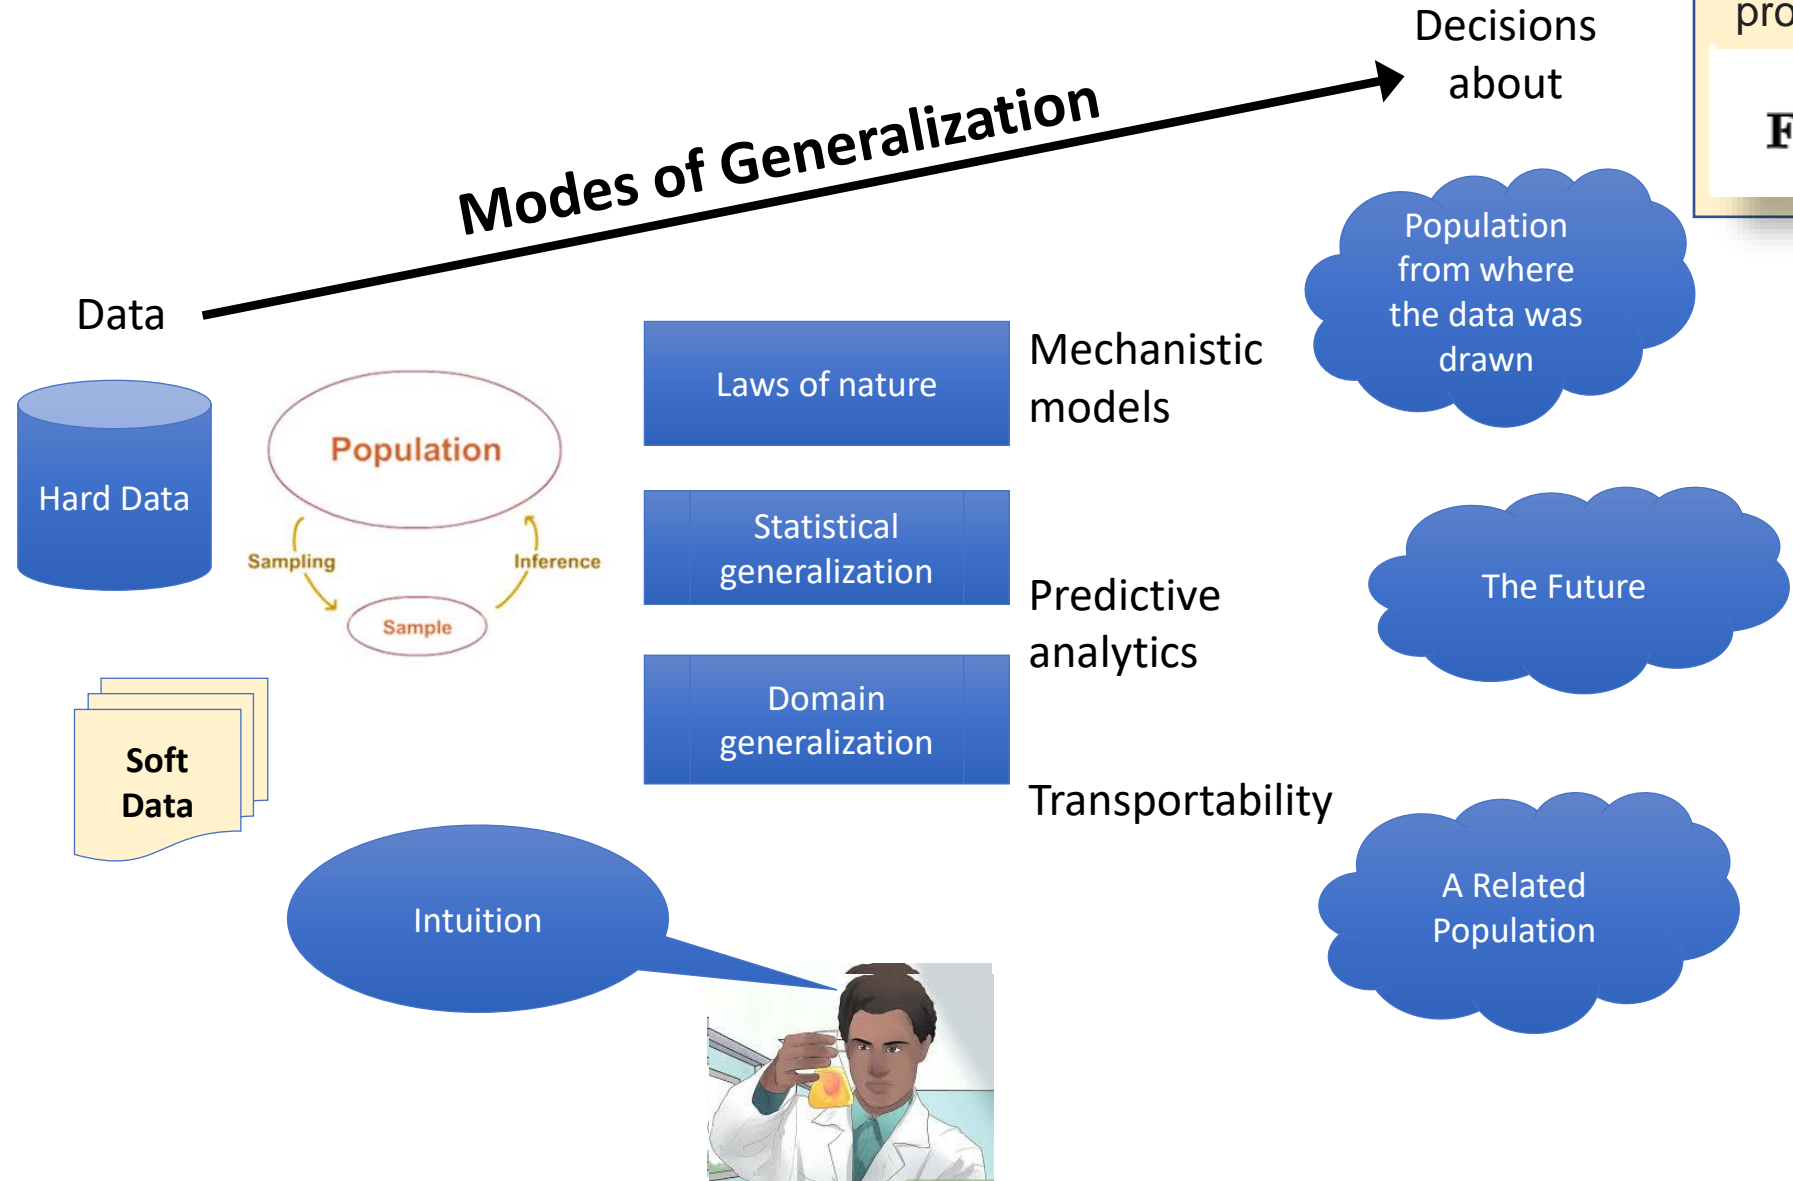 Decisions
about
pro
F
Modes of Generalization
Data
Population
from where
the data was
drawn
Laws of nature
Mechanistic
models
Population
Hard Data
Sampling
Inference
Sample
Statistical
generalization
Predictive
analytics
The Future
Domain
generalization
Soft
Data
Transportability
Intuition
A Related
Population